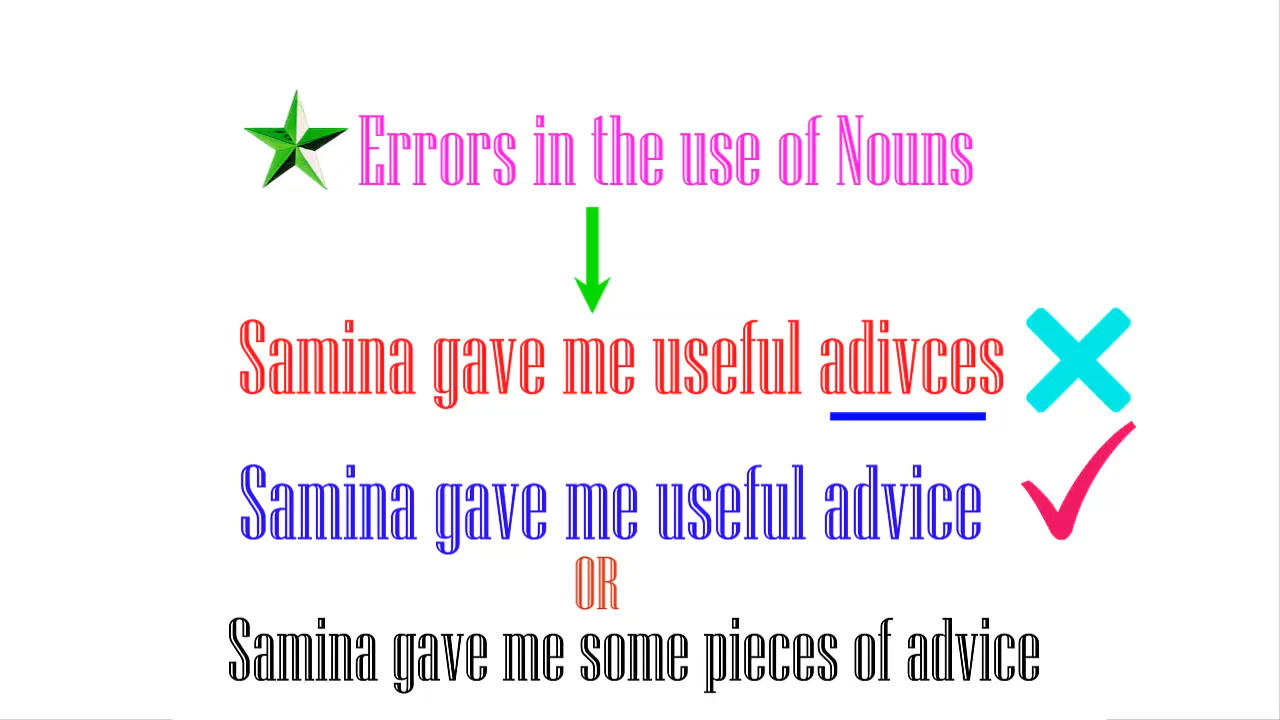 Errors in the use of Nouns
Samina gave me useful adivces
Samina gave me useful advice
OR
Samina gave me some pieces of advice